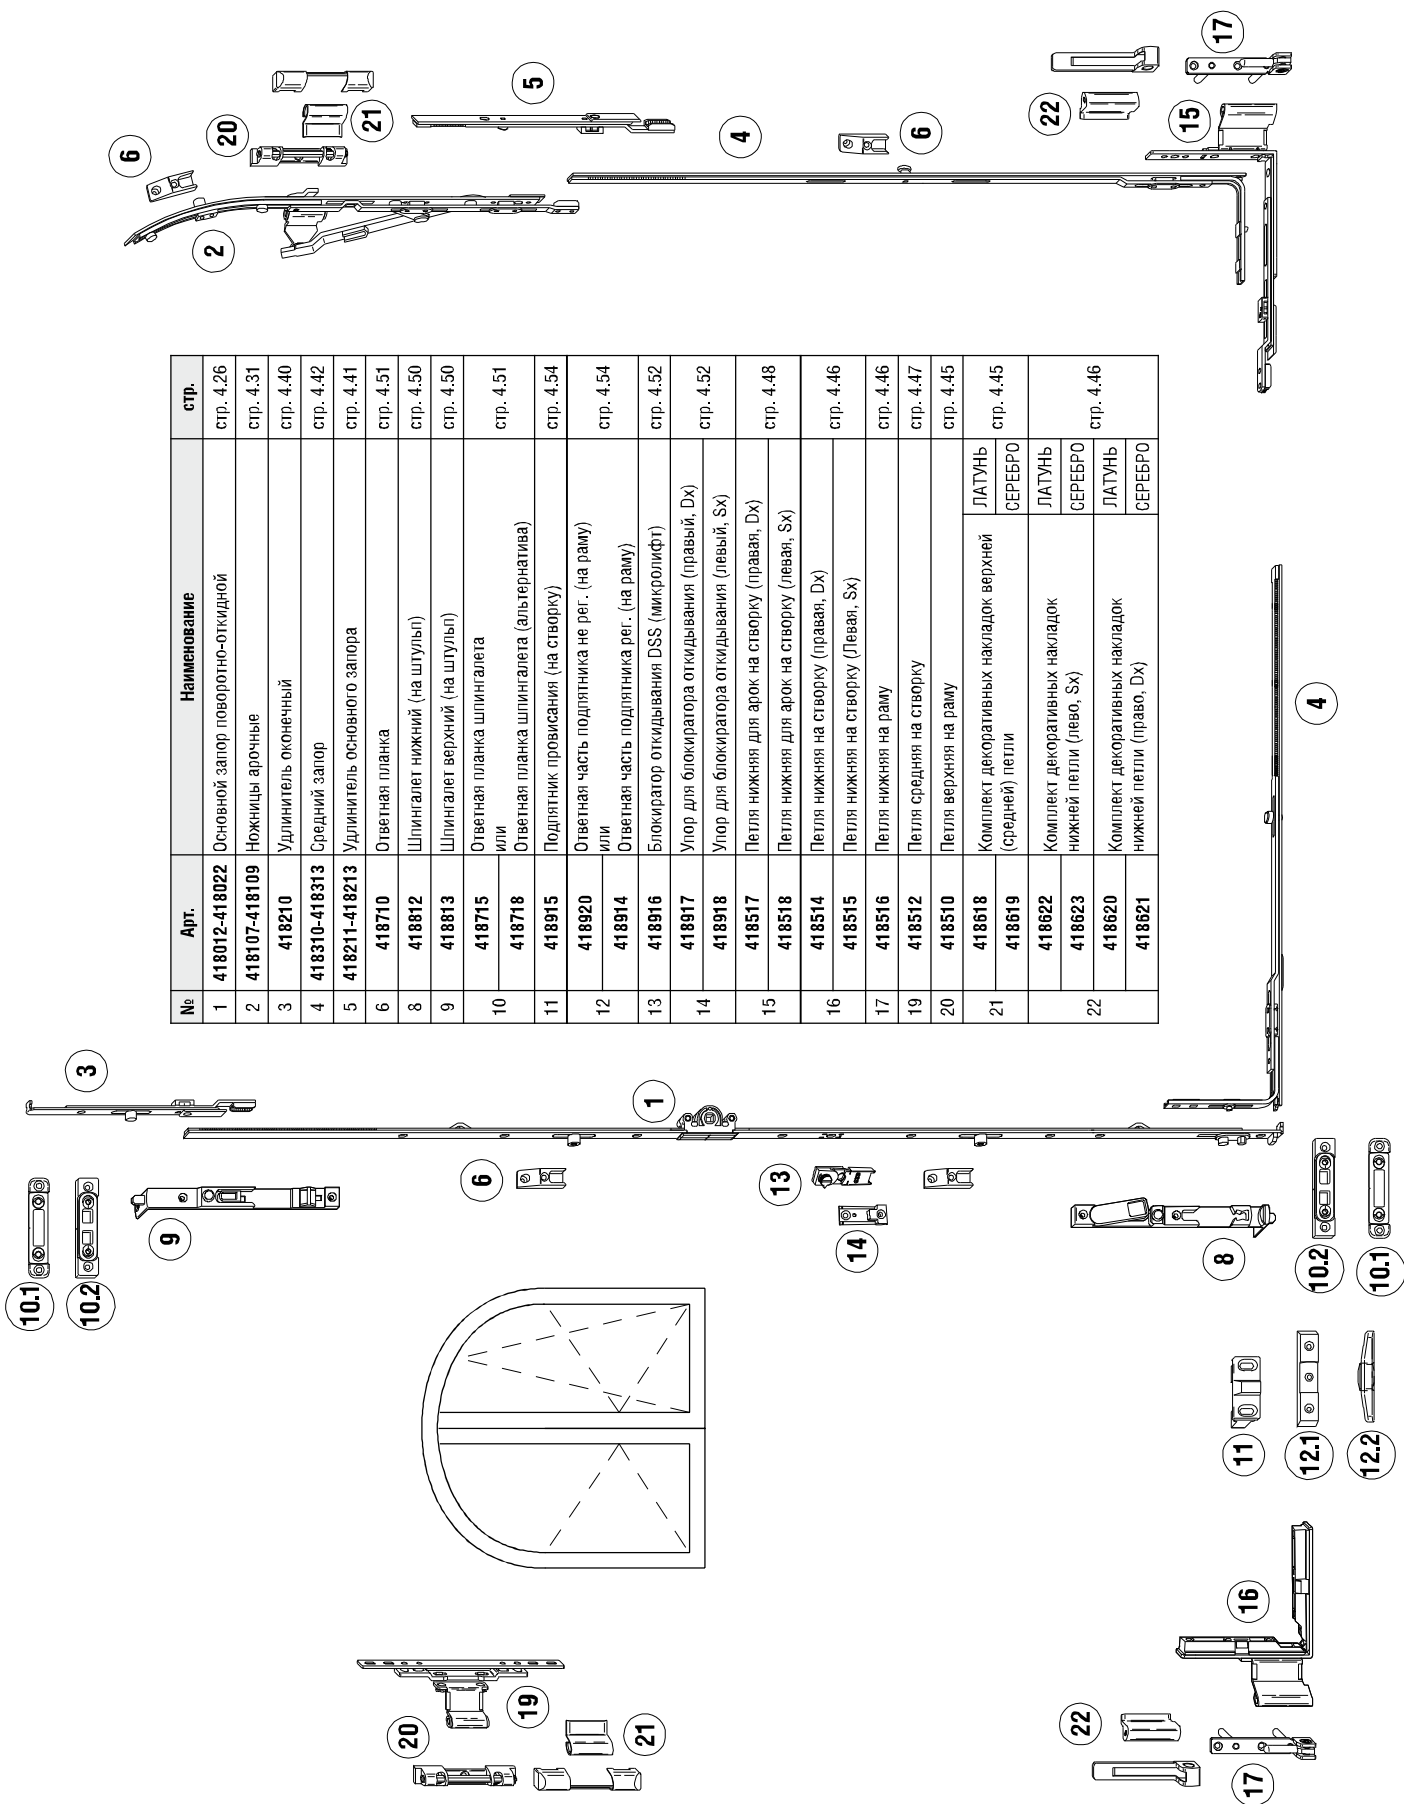 № Арт. Наименование стр.
1 418012-418022 Основной запор поворотно-откидной стр. 4.26
2 418107-418109 Ножницы арочные стр. 4.31
3 418210 Удлинитель оконечный стр. 4.40
4 418310-418313 Средний запор стр. 4.42
5 418211-418213 Удлинитель основного запора стр. 4.41
6 418710 Ответная планка стр. 4.51
8 418812 Шпингалет нижний (на штульп) стр. 4.50
9 418813 Шпингалет верхний (на штульп) стр. 4.50
10 418715 Ответная планка шпингалета стр. 4.51
или
418718 Ответная планка шпингалета (альтернатива)
11 418915 Подпятник провисания (на створку) стр. 4.54
12 418920 Ответная часть подпятника не рег. (на раму) стр. 4.54
или
418914 Ответная часть подпятника рег. (на раму)
13 418916 Блокиратор откидывания DSS (микролифт) стр. 4.52
14 418917 Упор для блокиратора откидывания (правый, Dx) стр. 4.52
418918 Упор для блокиратора откидывания (левый, Sx)
15 418517 Петля нижняя для арок на створку (правая, Dx) стр. 4.48
418518 Петля нижняя для арок на створку (левая, Sx)
16 418514 Петля нижняя на створку (правая, Dx) стр. 4.46
418515 Петля нижняя на створку (Левая, Sx)
17 418516 Петля нижняя на раму стр. 4.46
19 418512 Петля средняя на створку стр. 4.47
20 418510 Петля верхняя на раму стр. 4.45
21 418618 Комплект декоративных накладок верхней ЛАТУНЬ стр. 4.45
418619 (средней) петли СЕРЕБРО
22 418622 Комплект декоративных накладок ЛАТУНЬ стр. 4.46
418623 нижней петли (лево, Sx) СЕРЕБРО
418620 Комплект декоративных накладок ЛАТУНЬ
418621 нижней петли (право, Dx) СЕРЕБРО
20
19
21
22
17
16
10.1
10.2
9
3
6
1
13
14
8
10.2
10.1
11
12.1
12.2
4
6
2
20
21
5
4
6
22
15
17